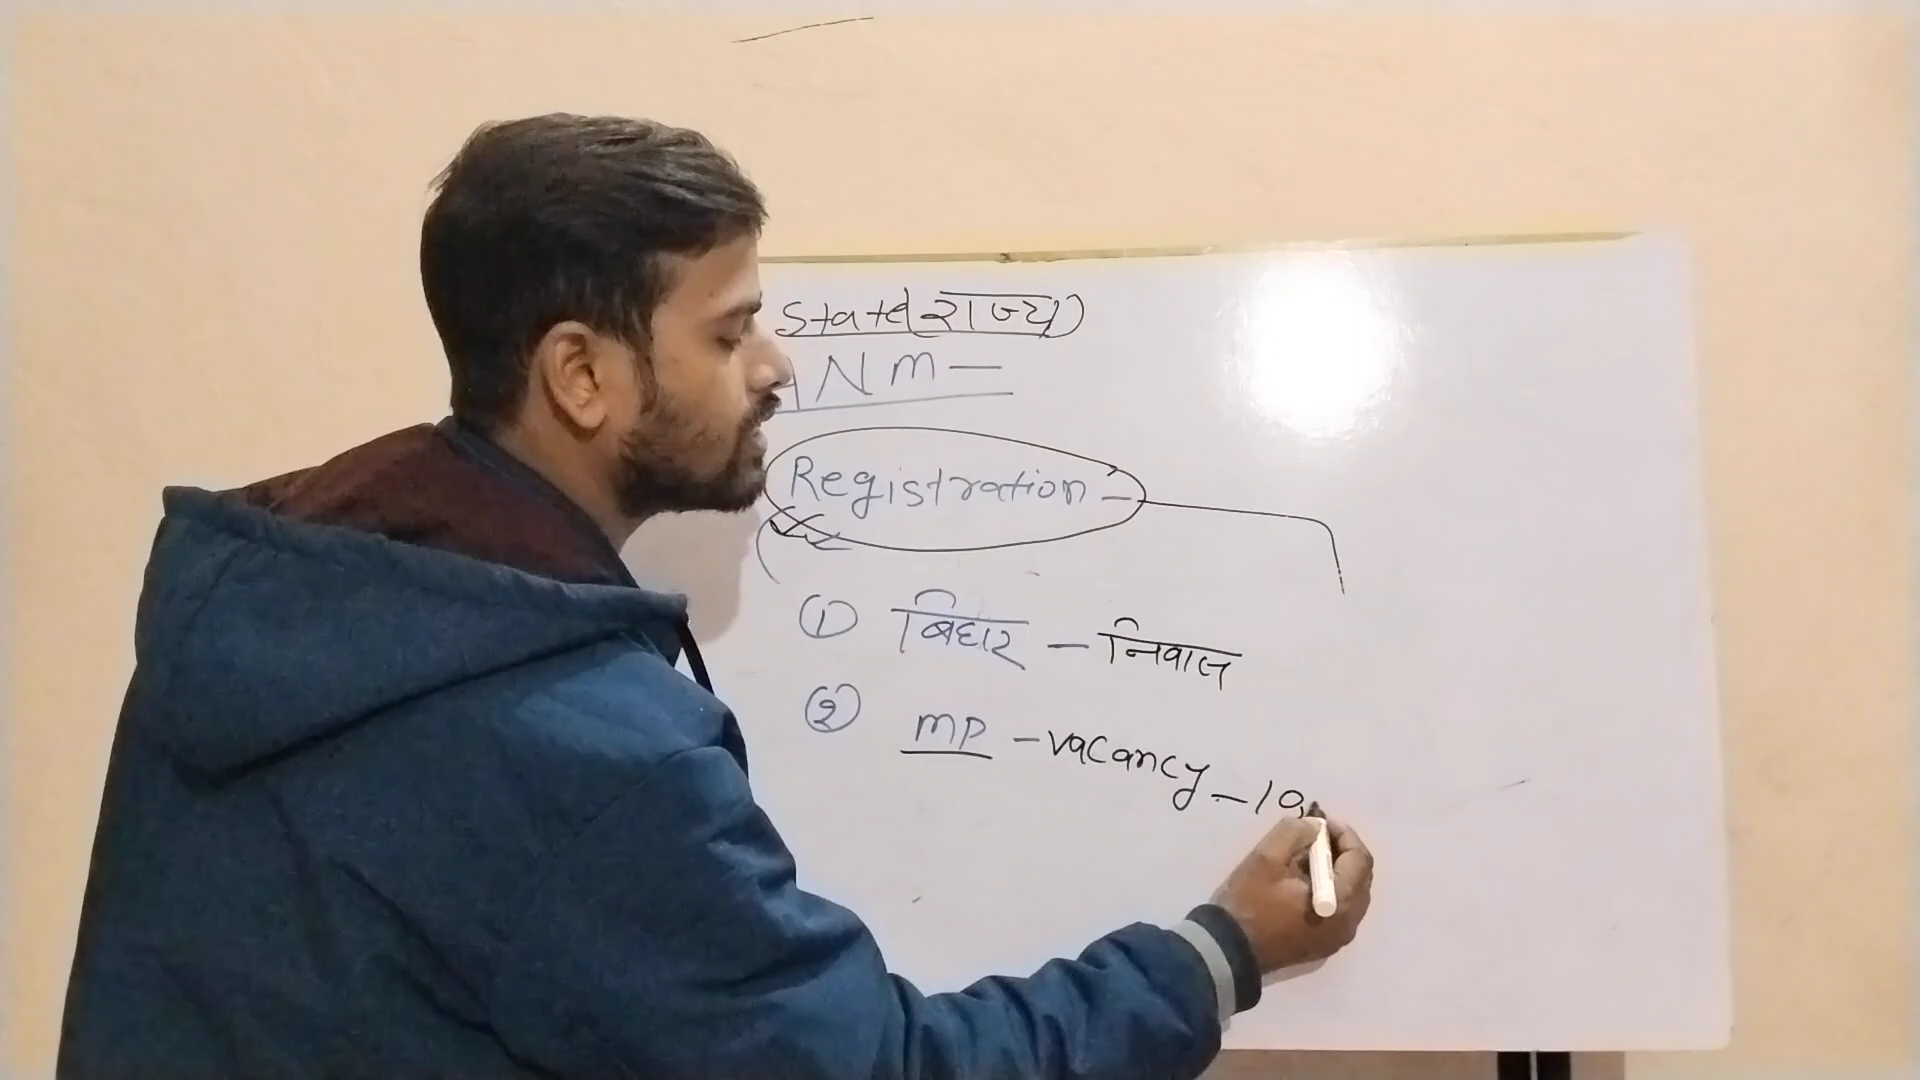 State(राज्य)
ANM —
Registration —
① बिहार — निवास
② MP – vacancy – 10